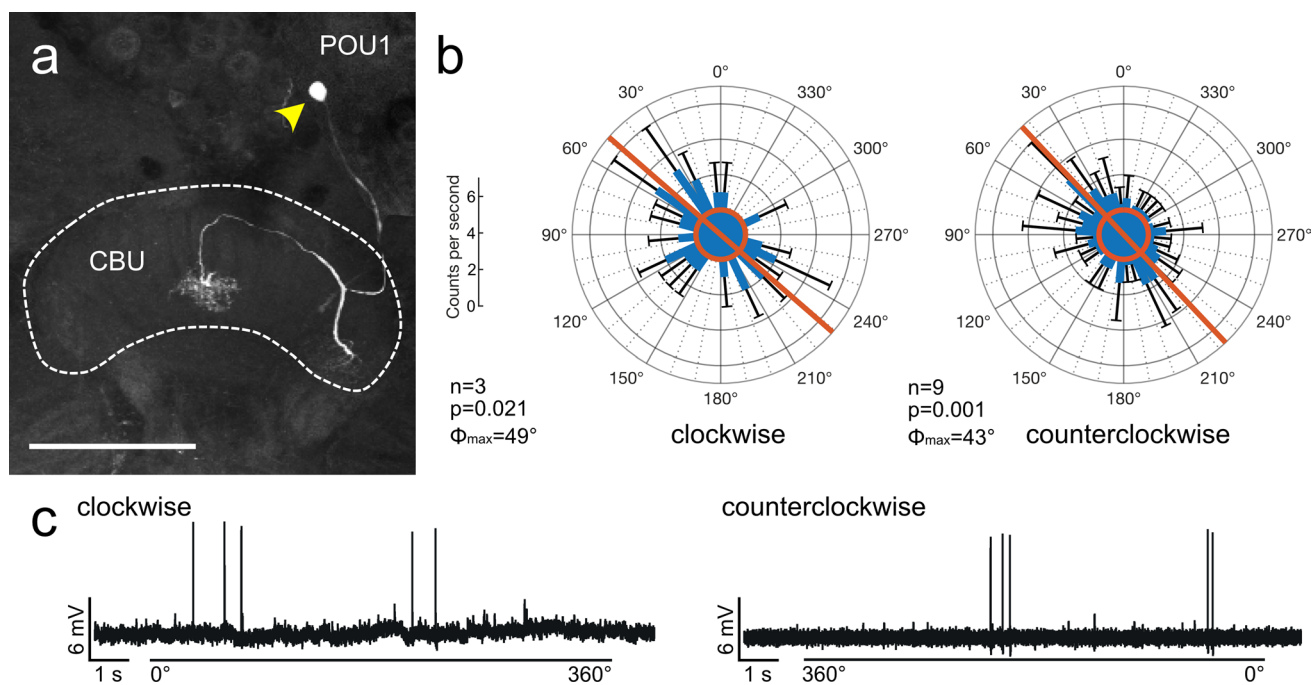 a
POU1
CBU
b
Counts per second
6
4
2
0
0°
330°
300°
270°
240°
210°
180°
150°
120°
90°
60°
30°
n=3
p=0.021
Φmax=49°
clockwise
0°
330°
300°
270°
240°
210°
180°
150°
120°
90°
60°
30°
n=9
p=0.001
Φmax=43°
counterclockwise
c
clockwise
6 mV
1 s
0°
360°
counterclockwise
6 mV
1 s
360°
0°